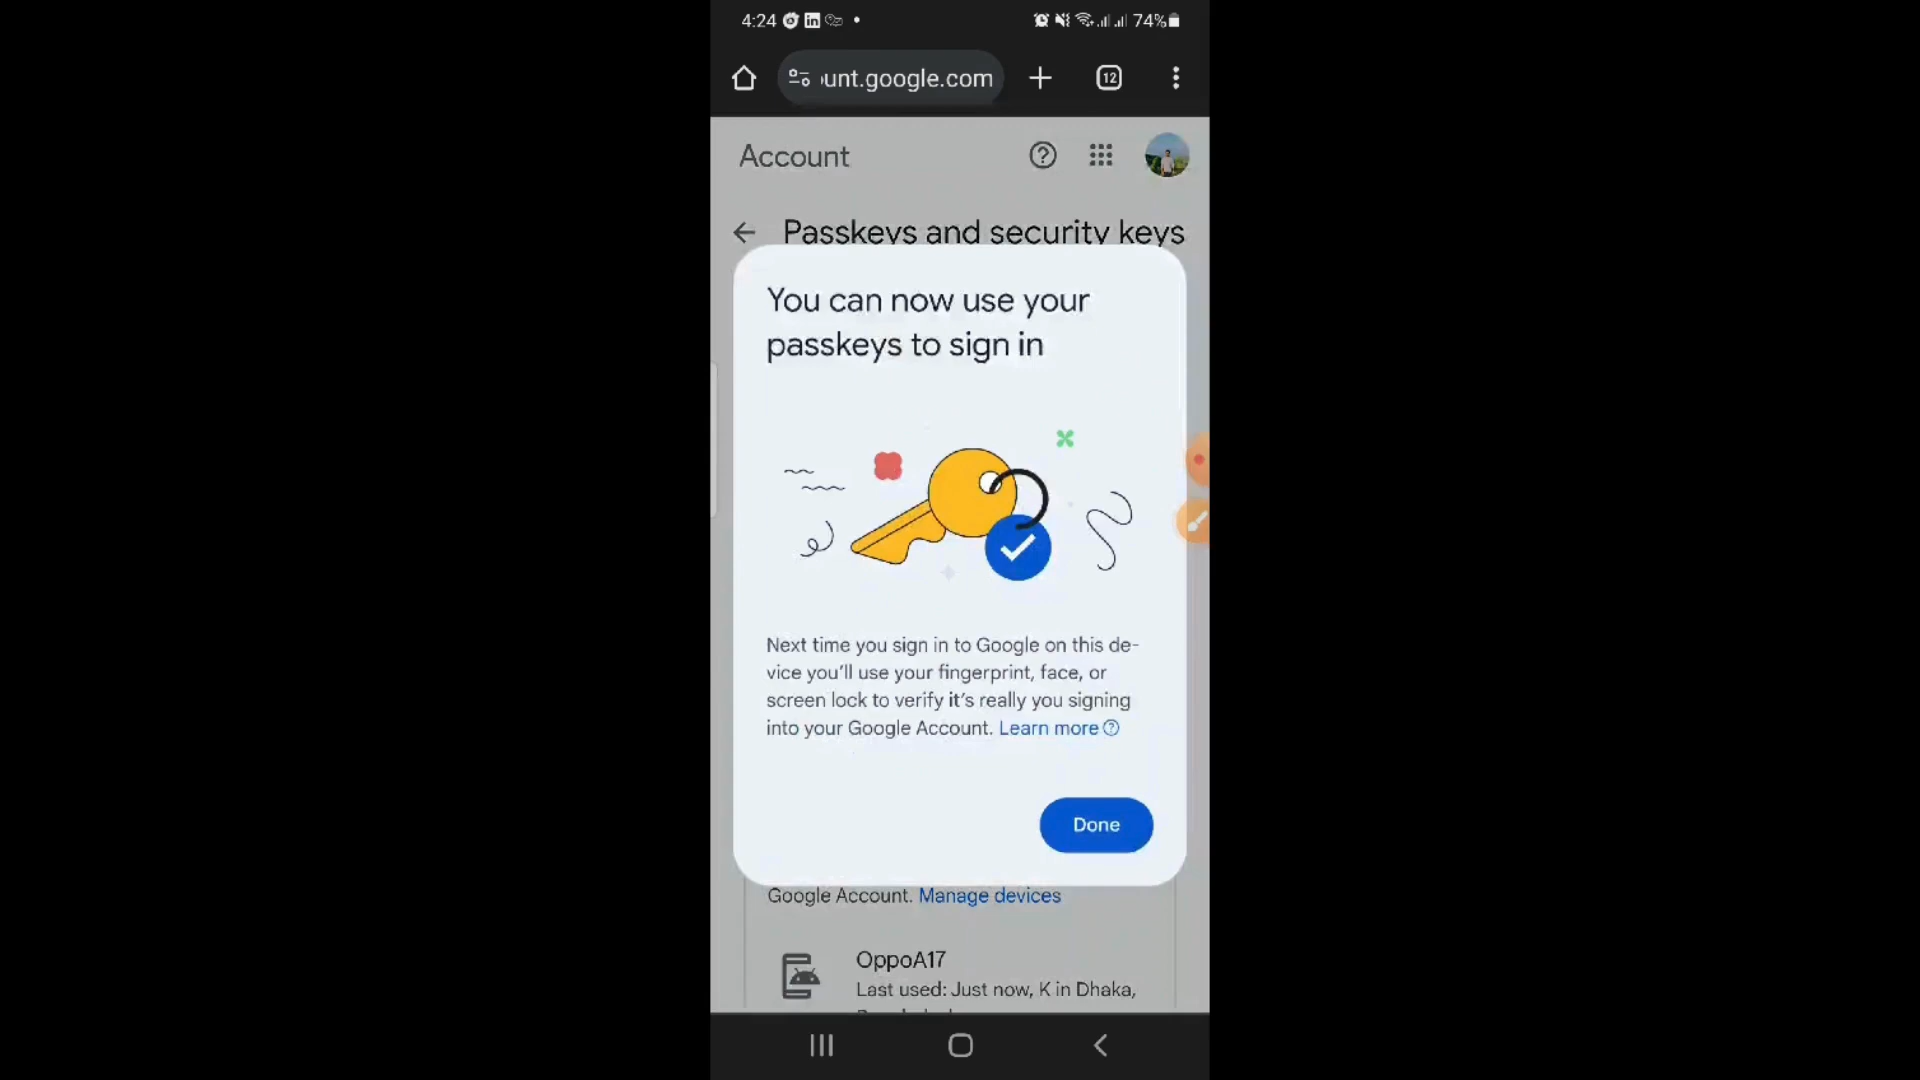 4:24
74%
unt.google.com
12
Account
Passkeys and security keys
You can now use your
passkeys to sign in
Next time you sign in to Google on this de-
vice you'll use your fingerprint, face, or
screen lock to verify it's really you signing
into your Google Account. Learn more
Done
Google Account. Manage devices
OppoA17
Last used: Just now, K in Dhaka,